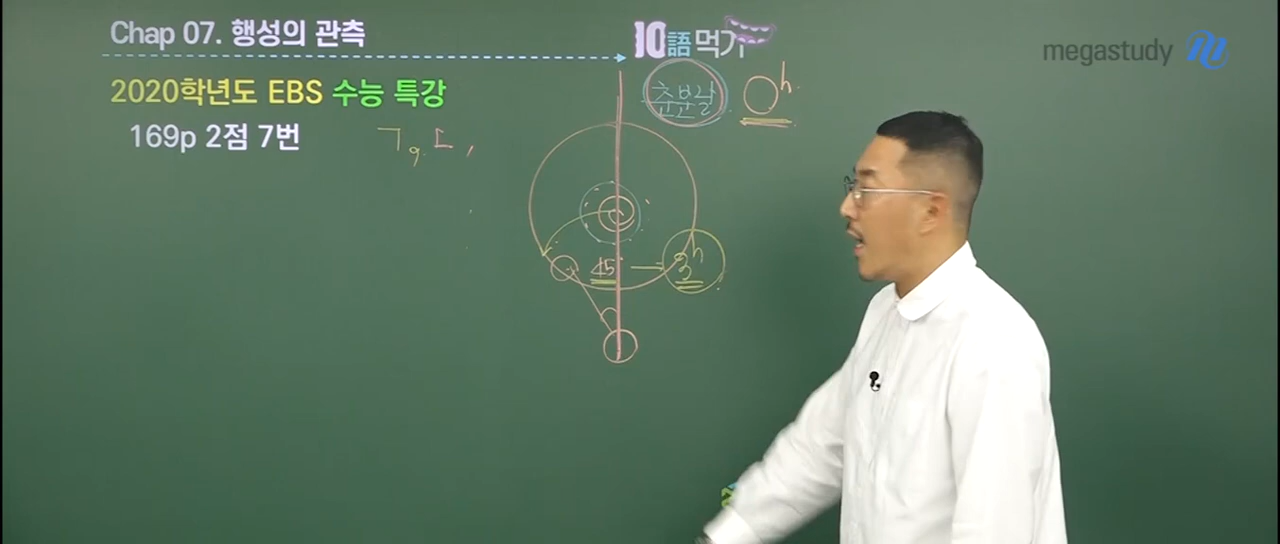 Chap 07. 행성의 관측
10語먹기
megastudy
2020학년도 EBS 수능 특강
춘분날 0h.
169p 2점 7번
ㄱ g. ㄷ,
45 3h